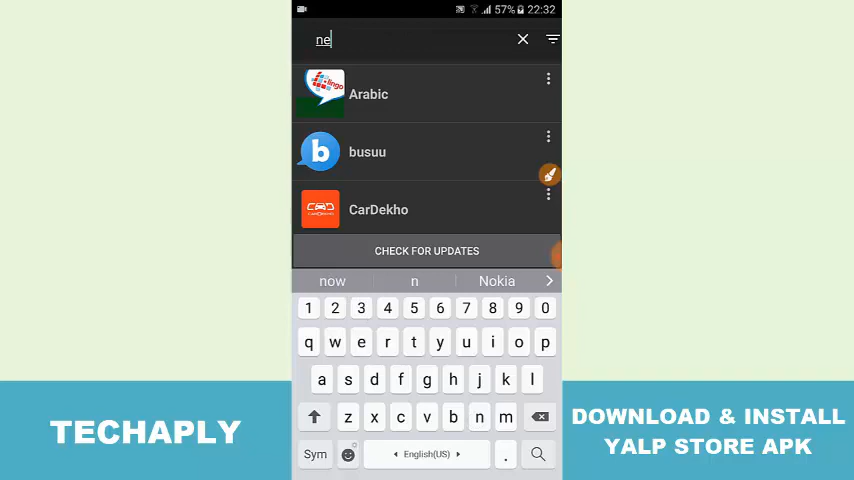 57% 22:32
ne
lingo
Arabic
b busuu
CarDekho
CHECK FOR UPDATES
now n Nokia
1 2 3 4 5 6 7 8 9 0
q w e r t y u i o p
a s d f g h j k l
z x c v b n m
Sym English(US) .
TECHAPLY
DOWNLOAD & INSTALL
YALP STORE APK